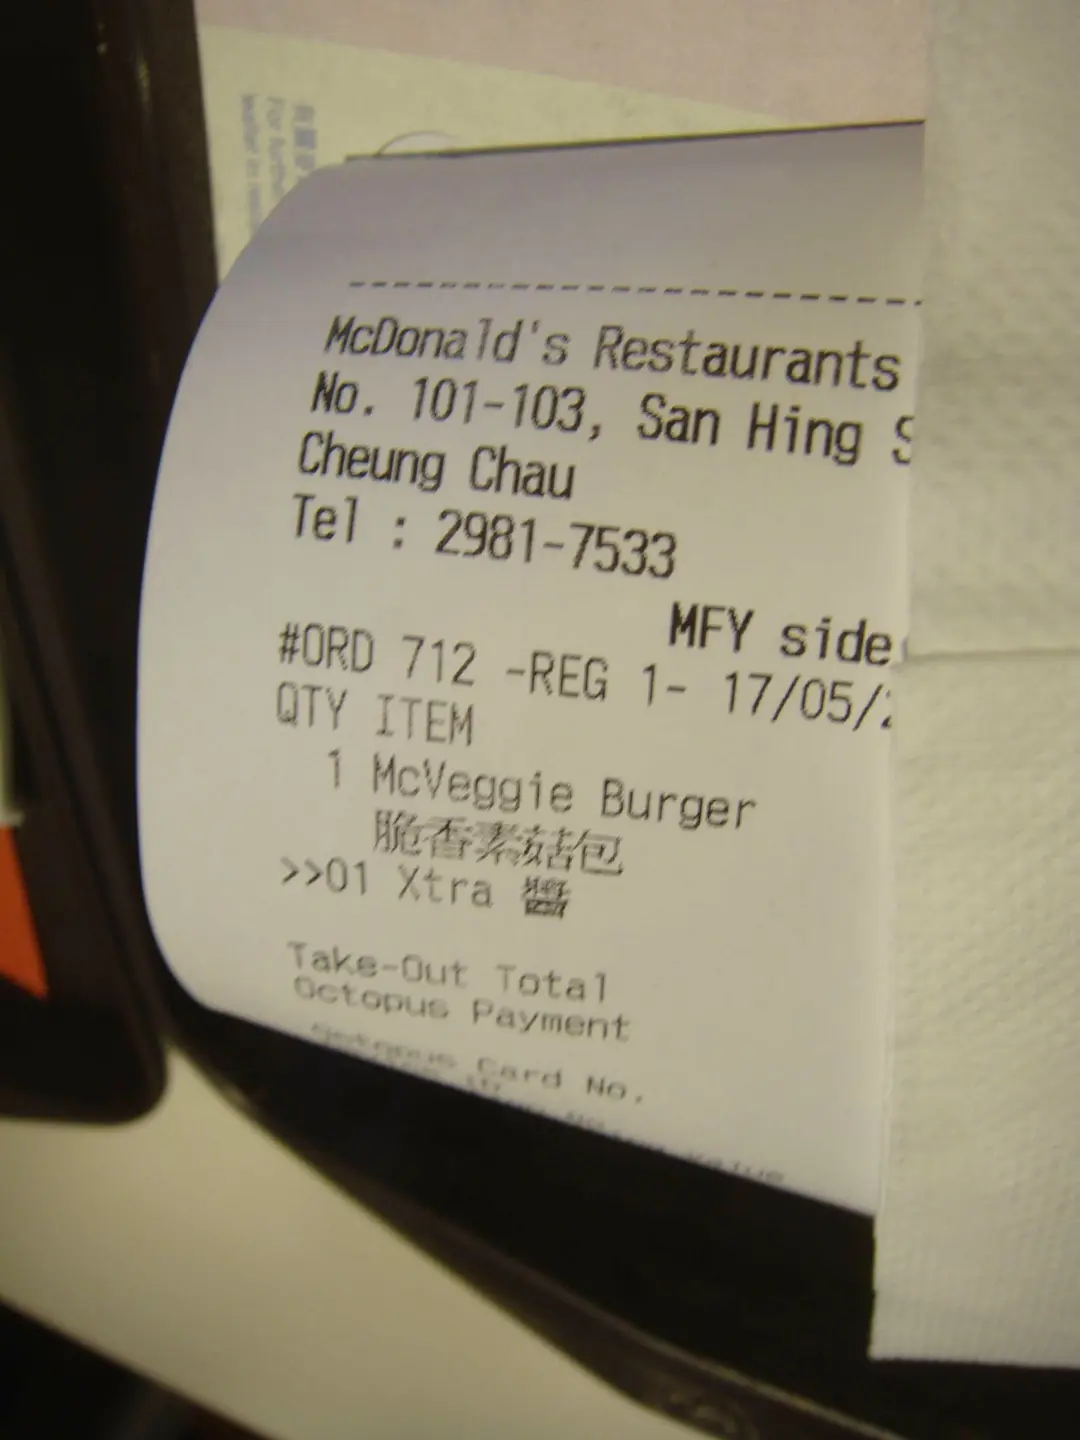 McDonald's Restaurants
No. 101-103, San Hing
Cheung Chau
Tel : 2981-7533
MFY side
#ORD 712 -REG 1- 17/05/
QTY ITEM
1 McVeggie Burger
脆香素菇包
>>01 Xtra 醬
Take-Out Total
Octopus Payment
Octopus Card No.
Value